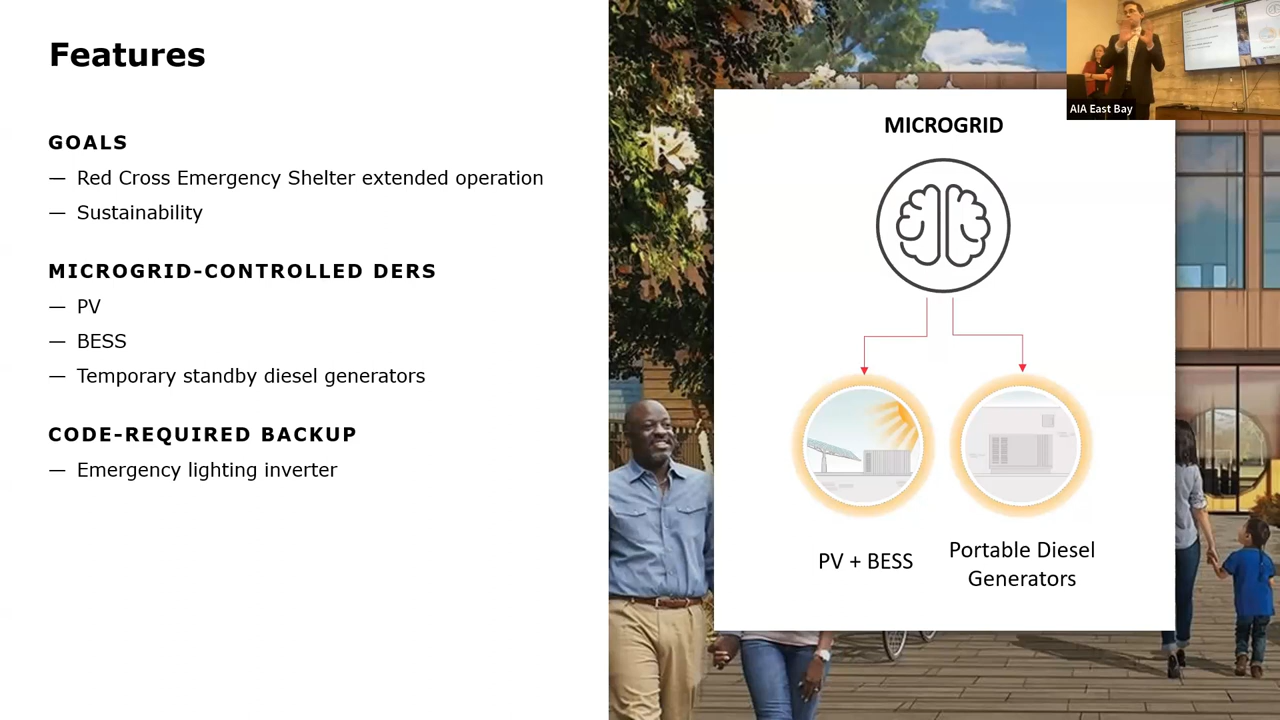 Features
GOALS
— Red Cross Emergency Shelter extended operation
— Sustainability
MICROGRID-CONTROLLED DERS
— PV
— BESS
— Temporary standby diesel generators
CODE-REQUIRED BACKUP
— Emergency lighting inverter
MICROGRID
PV + BESS
Portable Diesel
Generators
AIA East Bay